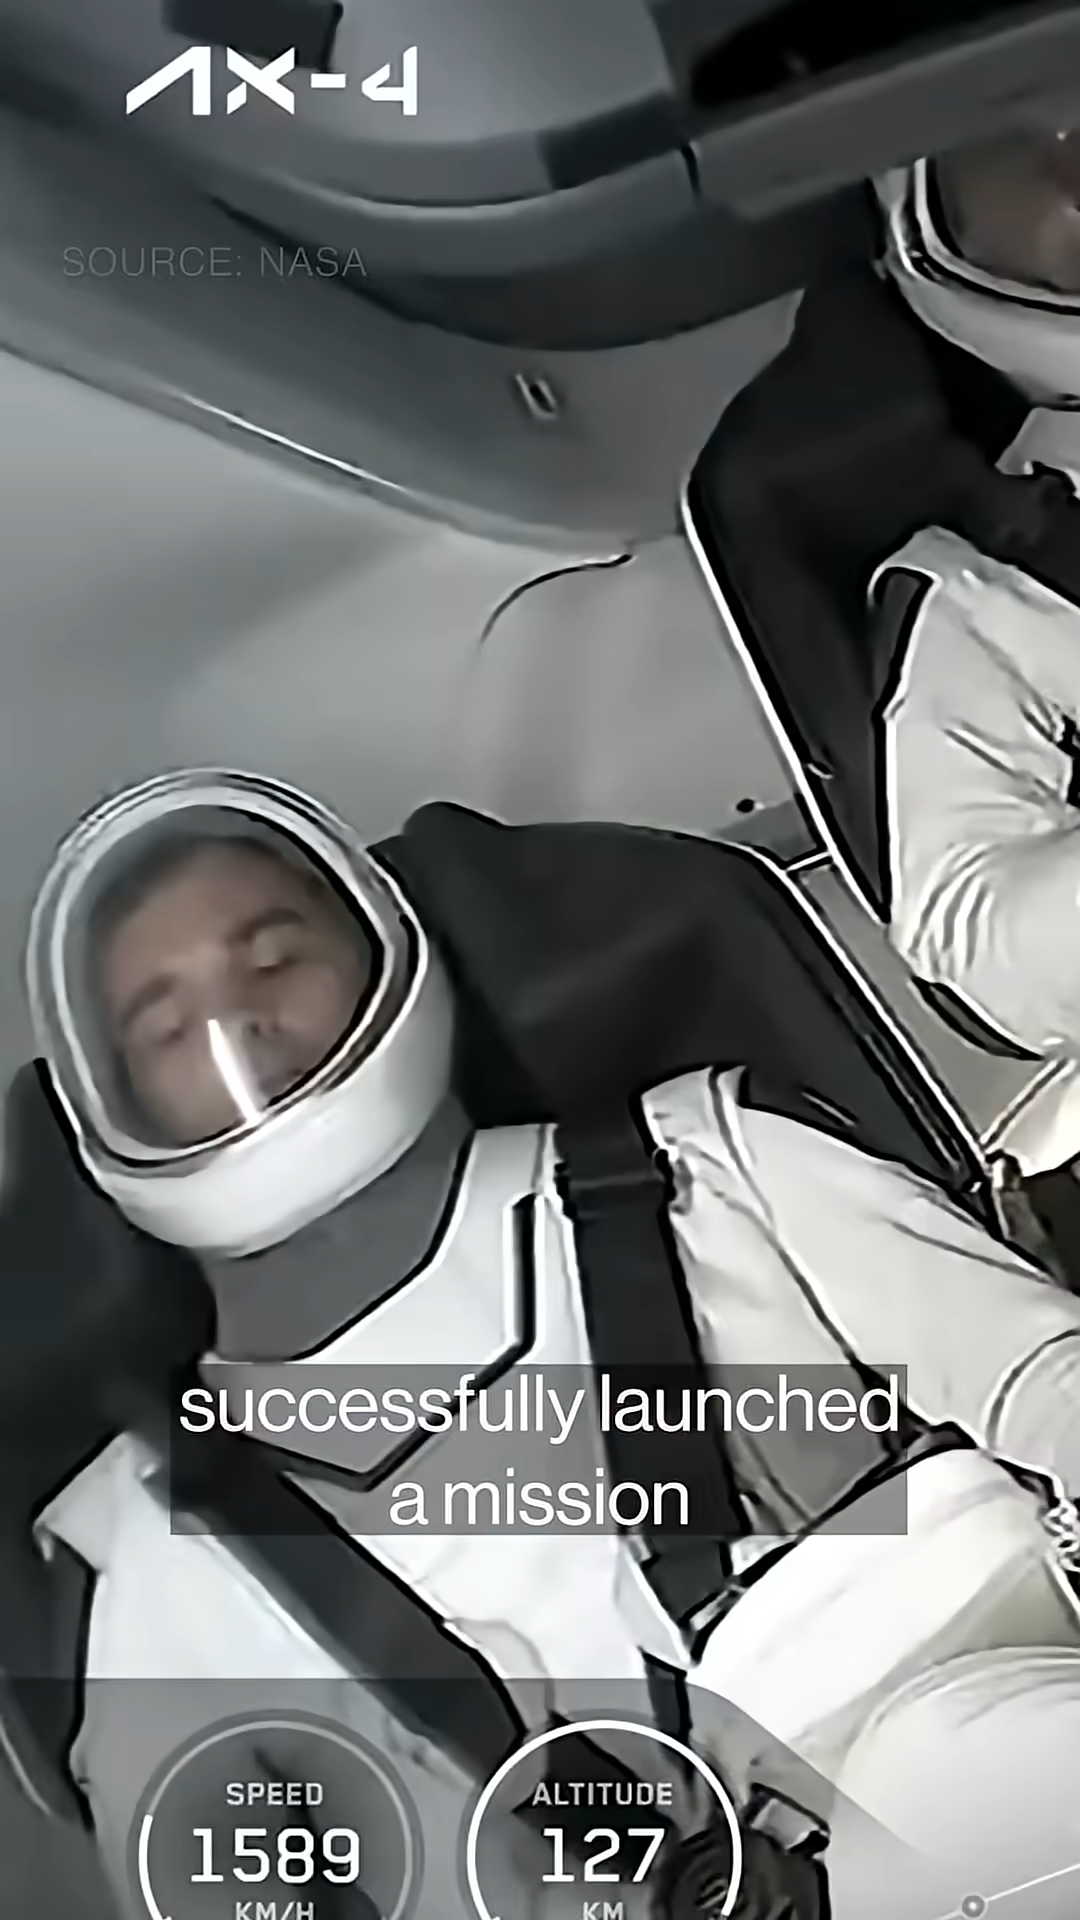 AX-4
SOURCE: NASA
successfully launched
a mission
SPEED
1589
KM/H
ALTITUDE
127
KM